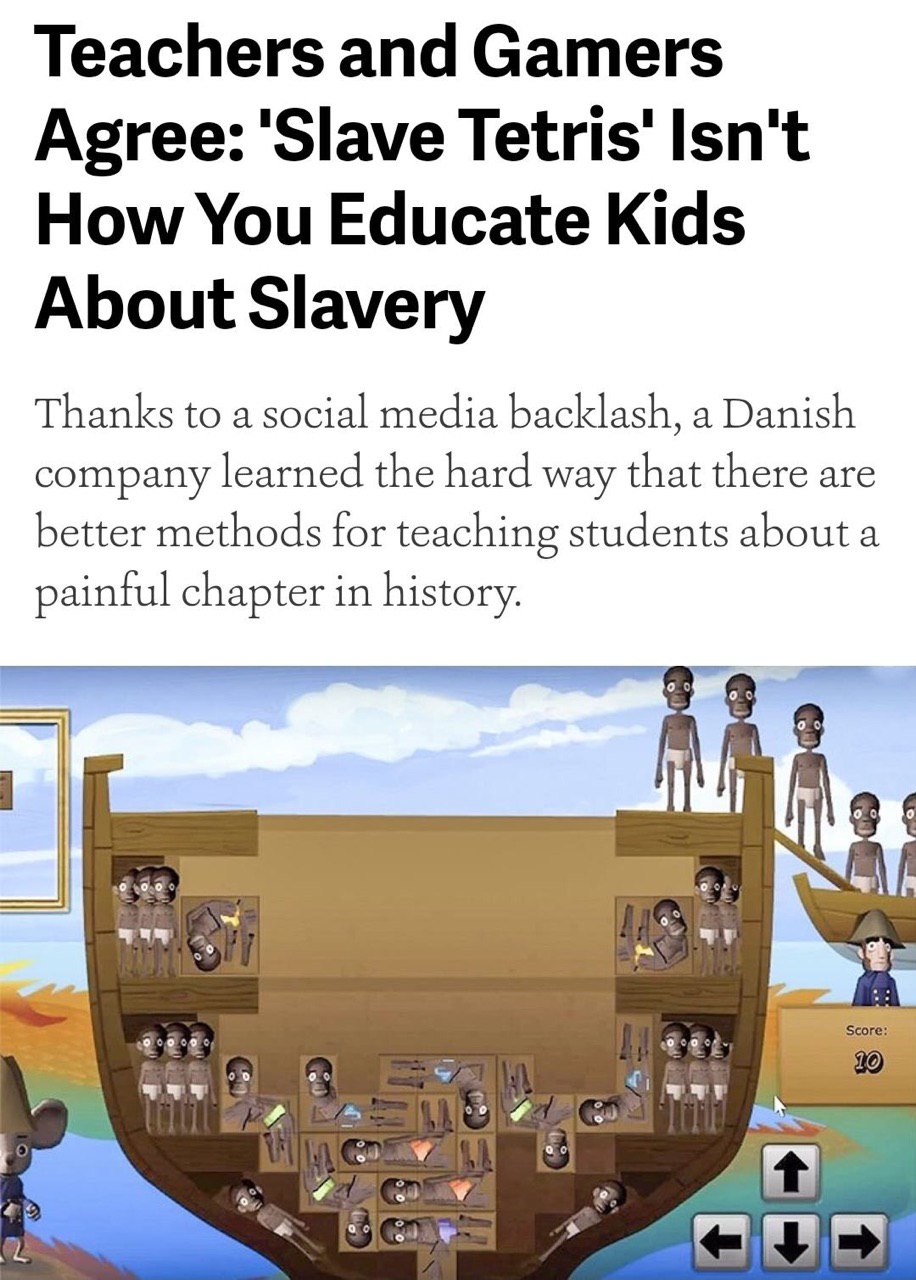 Teachers and Gamers
Agree: 'Slave Tetris' Isn't
How You Educate Kids
About Slavery
Thanks to a social media backlash, a Danish
company learned the hard way that there are
better methods for teaching students about a
painful chapter in history.
Score:
10